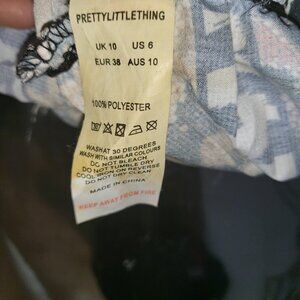 PRETTYLITTLETHING
UK 10 US 6
EUR 38 AUS 10
100% POLYESTER
WASH AT 30 DEGREES
WASH WITH SIMILAR COLOURS
DO NOT BLEACH
DO NOT TUMBLE DRY
COOL IRON ON REVERSE
DO NOT DRY CLEAN
MADE IN CHINA
KEEP AWAY FROM FIRE